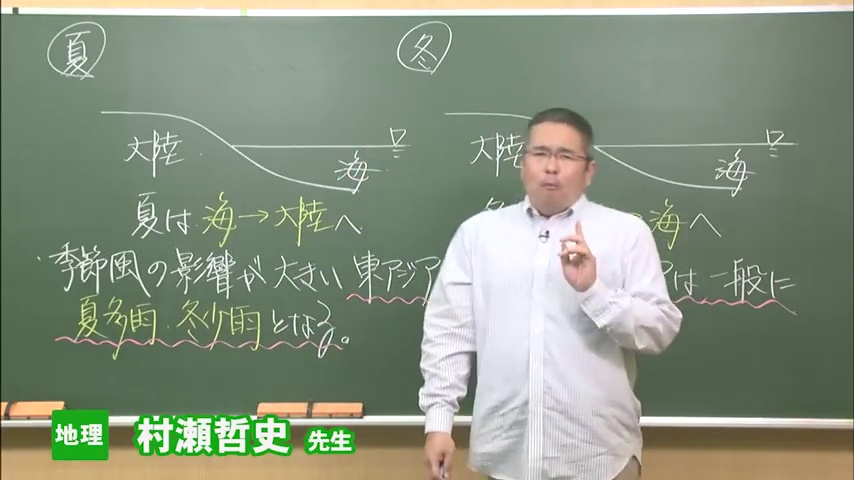 夏
冬
大陸
海
大陸
海
夏は 海→大陸へ
海へ
季節風の影響が大きい 東アジア
は一般に
夏多雨・冬少雨となる。
地理 村瀬哲史 先生